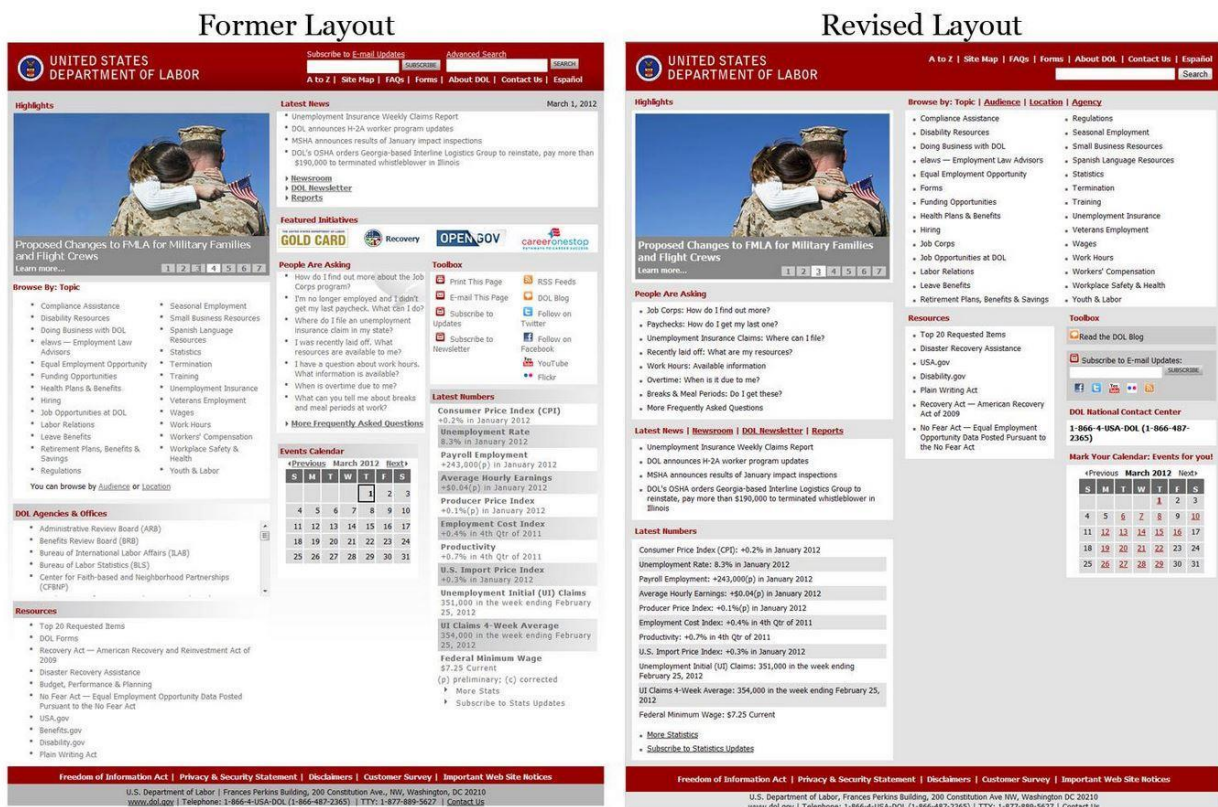 Former Layout
UNITED STATES
DEPARTMENT OF LABOR
Subscribe to E-mail Updates
SUBSCRIBE
Advanced Search
SEARCH
A to Z | Site Map | FAQs | Forms | About DOL | Contact Us | Español
Highlights
Proposed Changes to FMLA for Military Families
and Flight Crews
Learn more...
1 2 3 4 5 6 7
Browse By: Topic
Compliance Assistance
Disability Resources
Doing Business with DOL
elaws — Employment Law
Advisors
Equal Employment Opportunity
Funding Opportunities
Health Plans & Benefits
Hiring
Job Opportunities at DOL
Labor Relations
Leave Benefits
Retirement Plans, Benefits &
Savings
Regulations
Seasonal Employment
Small Business Resources
Spanish Language
Resources
Statistics
Termination
Training
Unemployment Insurance
Veterans Employment
Wages
Work Hours
Workers' Compensation
Workplace Safety &
Health
Youth & Labor
You can browse by Audience or Location
DOL Agencies & Offices
Administrative Review Board (ARB)
Benefits Review Board (BRB)
Bureau of International Labor Affairs (ILAB)
Bureau of Labor Statistics (BLS)
Center for Faith-based and Neighborhood Partnerships
(CFBNP)
Resources
Top 20 Requested Items
DOL Forms
Recovery Act — American Recovery and Reinvestment Act of
2009
Disaster Recovery Assistance
Budget, Performance & Planning
No Fear Act — Equal Employment Opportunity Data Posted
Pursuant to the No Fear Act
USA.gov
Benefits.gov
Disability.gov
Plain Writing Act
Latest News
March 1, 2012
Unemployment Insurance Weekly Claims Report
DOL announces H-2A worker program updates
MSHA announces results of January impact inspections
DOL's OSHA orders Georgia-based Interline Logistics Group to reinstate, pay more than
$190,000 to terminated whistleblower in Illinois
Newsroom
DOL Newsletter
Reports
Featured Initiatives
GOLD CARD
Recovery
OPEN GOV
careeronestop
People Are Asking
How do I find out more about the Job
Corps program?
I'm no longer employed and I didn't
get my last paycheck. What can I do?
Where do I file an unemployment
insurance claim in my state?
I was recently laid off. What
resources are available to me?
I have a question about work hours.
What information is available?
When is overtime due to me?
What can you tell me about breaks
and meal periods at work?
More Frequently Asked Questions
Events Calendar
Previous March 2012 Next
S M T W T F S
1 2 3
4 5 6 7 8 9 10
11 12 13 14 15 16 17
18 19 20 21 22 23 24
25 26 27 28 29 30 31
Toolbox
Print This Page
E-mail This Page
Subscribe to
Updates
Subscribe to
Newsletter
RSS Feeds
DOL Blog
Follow on
Twitter
Follow on
Facebook
YouTube
Flickr
Latest Numbers
Consumer Price Index (CPI)
+0.2% in January 2012
Unemployment Rate
8.3% in January 2012
Payroll Employment
+243,000(p) in January 2012
Average Hourly Earnings
+$0.04(p) in January 2012
Producer Price Index
+0.1%(p) in January 2012
Employment Cost Index
+0.4% in 4th Qtr of 2011
Productivity
+0.7% in 4th Qtr of 2011
U.S. Import Price Index
+0.3% in January 2012
Unemployment Initial (UI) Claims
351,000 in the week ending February
25, 2012
UI Claims 4-Week Average
354,000 in the week ending February
25, 2012
Federal Minimum Wage
$7.25 Current
(p) preliminary; (c) corrected
More Stats
Subscribe to Stats Updates
Freedom of Information Act | Privacy & Security Statement | Disclaimers | Customer Survey | Important Web Site Notices
U.S. Department of Labor | Frances Perkins Building, 200 Constitution Ave., NW, Washington, DC 20210
www.dol.gov | Telephone: 1-866-4-USA-DOL (1-866-487-2365) | TTY: 1-877-889-5627 | Contact Us
Revised Layout
UNITED STATES
DEPARTMENT OF LABOR
A to Z | Site Map | FAQs | Forms | About DOL | Contact Us | Español
Search
Highlights
Proposed Changes to FMLA for Military Families
and Flight Crews
Learn more...
1 2 3 4 5 6 7
People Are Asking
Job Corps: How do I find out more?
Paychecks: How do I get my last one?
Unemployment Insurance Claims: Where can I file?
Recently laid off: What are my resources?
Work Hours: Available information
Overtime: When is it due to me?
Breaks & Meal Periods: Do I get these?
More Frequently Asked Questions
Latest News | Newsroom | DOL Newsletter | Reports
Unemployment Insurance Weekly Claims Report
DOL announces H-2A worker program updates
MSHA announces results of January impact inspections
DOL's OSHA orders Georgia-based Interline Logistics Group to
reinstate, pay more than $190,000 to terminated whistleblower in
Illinois
Latest Numbers
Consumer Price Index (CPI): +0.2% in January 2012
Unemployment Rate: 8.3% in January 2012
Payroll Employment: +243,000(p) in January 2012
Average Hourly Earnings: +$0.04(p) in January 2012
Producer Price Index: +0.1%(p) in January 2012
Employment Cost Index: +0.4% in 4th Qtr of 2011
Productivity: +0.7% in 4th Qtr of 2011
U.S. Import Price Index: +0.3% in January 2012
Unemployment Initial (UI) Claims: 351,000 in the week ending
February 25, 2012
UI Claims 4-Week Average: 354,000 in the week ending February 25,
2012
Federal Minimum Wage: $7.25 Current
More Statistics
Subscribe to Statistics Updates
Browse by: Topic | Audience | Location | Agency
Compliance Assistance
Disability Resources
Doing Business with DOL
elaws — Employment Law Advisors
Equal Employment Opportunity
Forms
Funding Opportunities
Health Plans & Benefits
Hiring
Job Corps
Job Opportunities at DOL
Labor Relations
Leave Benefits
Retirement Plans, Benefits & Savings
Regulations
Seasonal Employment
Small Business Resources
Spanish Language Resources
Statistics
Termination
Training
Unemployment Insurance
Veterans Employment
Wages
Work Hours
Workers' Compensation
Workplace Safety & Health
Youth & Labor
Resources
Top 20 Requested Items
Disaster Recovery Assistance
USA.gov
Disability.gov
Plain Writing Act
Recovery Act — American Recovery
Act of 2009
No Fear Act — Equal Employment
Opportunity Data Posted Pursuant to
the No Fear Act
Toolbox
Read the DOL Blog
Subscribe to E-mail Updates:
SUBSCRIBE
DOL National Contact Center
1-866-4-USA-DOL (1-866-487-
2365)
Mark Your Calendar: Events for you!
Previous March 2012 Next
S M T W T F S
1 2 3
4 5 6 7 8 9 10
11 12 13 14 15 16 17
18 19 20 21 22 23 24
25 26 27 28 29 30 31
Freedom of Information Act | Privacy & Security Statement | Disclaimers | Customer Survey | Important Web Site Notices
U.S. Department of Labor, Frances Perkins Building, 200 Constitution Ave NW, Washington DC 20210
www.dol.gov | Telephone: 1-866-4-USA-DOL (1-866-487-2365) | TTY: 1-877-889-5627 | Contact Us